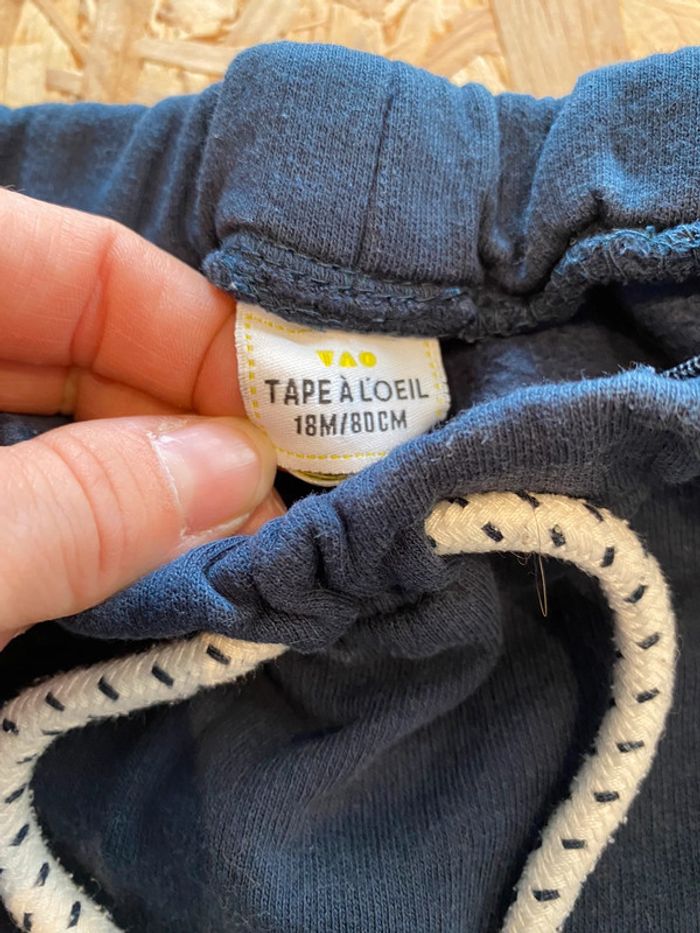 TAO
TAPE À L'OEIL
18M/80CM